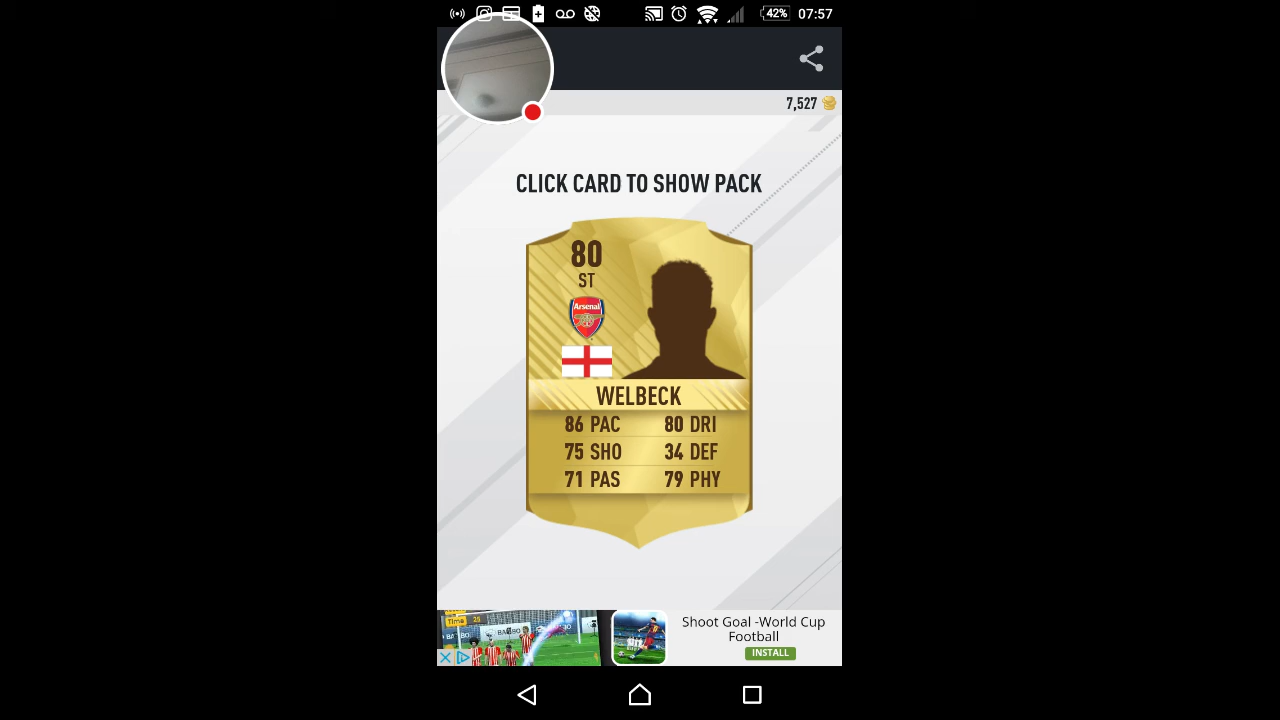 42% 07:57
7,527
CLICK CARD TO SHOW PACK
80
ST
Arsenal
WELBECK
86 PAC 80 DRI
75 SHO 34 DEF
71 PAS 79 PHY
Time
Shoot Goal -World Cup
Football
INSTALL